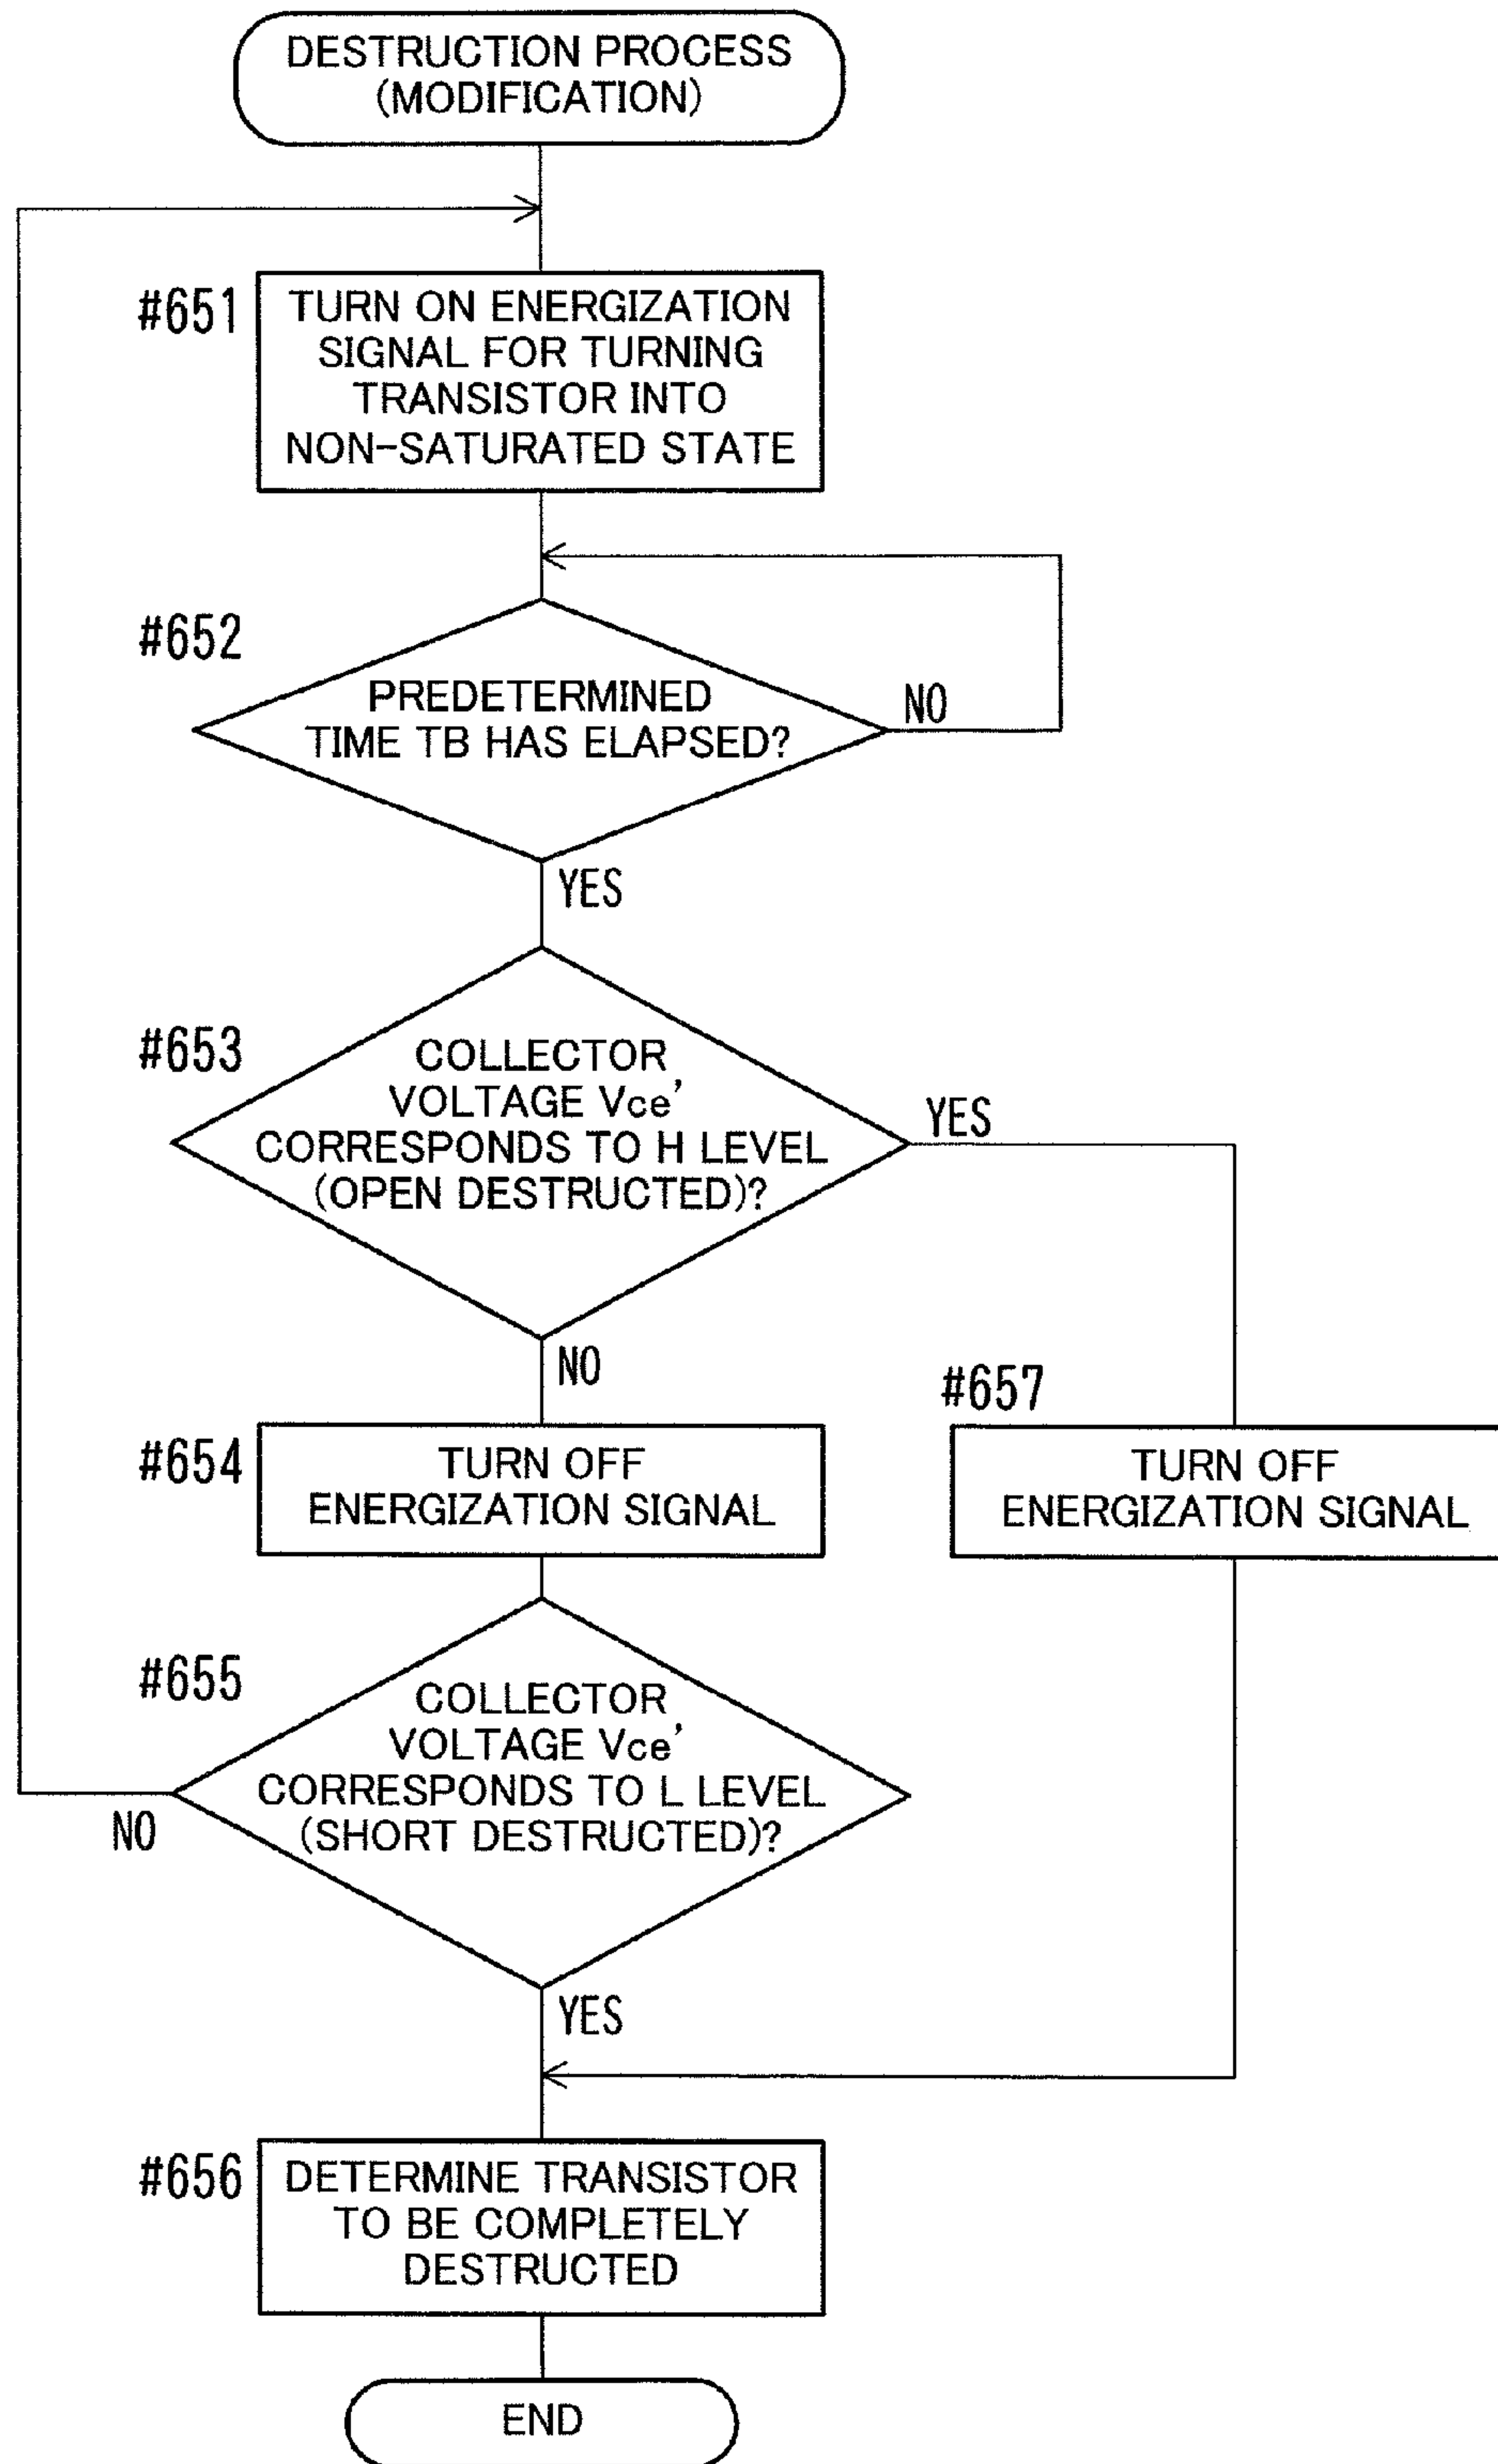 DESTRUCTION PROCESS
(MODIFICATION)
#651
TURN ON ENERGIZATION
SIGNAL FOR TURNING
TRANSISTOR INTO
NON-SATURATED STATE
#652
PREDETERMINED
TIME TB HAS ELAPSED?
NO
YES
#653
COLLECTOR
VOLTAGE Vce'
CORRESPONDS TO H LEVEL
(OPEN DESTRUCTED)?
YES
NO
#657
TURN OFF
ENERGIZATION SIGNAL
#654
TURN OFF
ENERGIZATION SIGNAL
#655
COLLECTOR
VOLTAGE Vce'
CORRESPONDS TO L LEVEL
(SHORT DESTRUCTED)?
NO
YES
#656
DETERMINE TRANSISTOR
TO BE COMPLETELY
DESTRUCTED
END